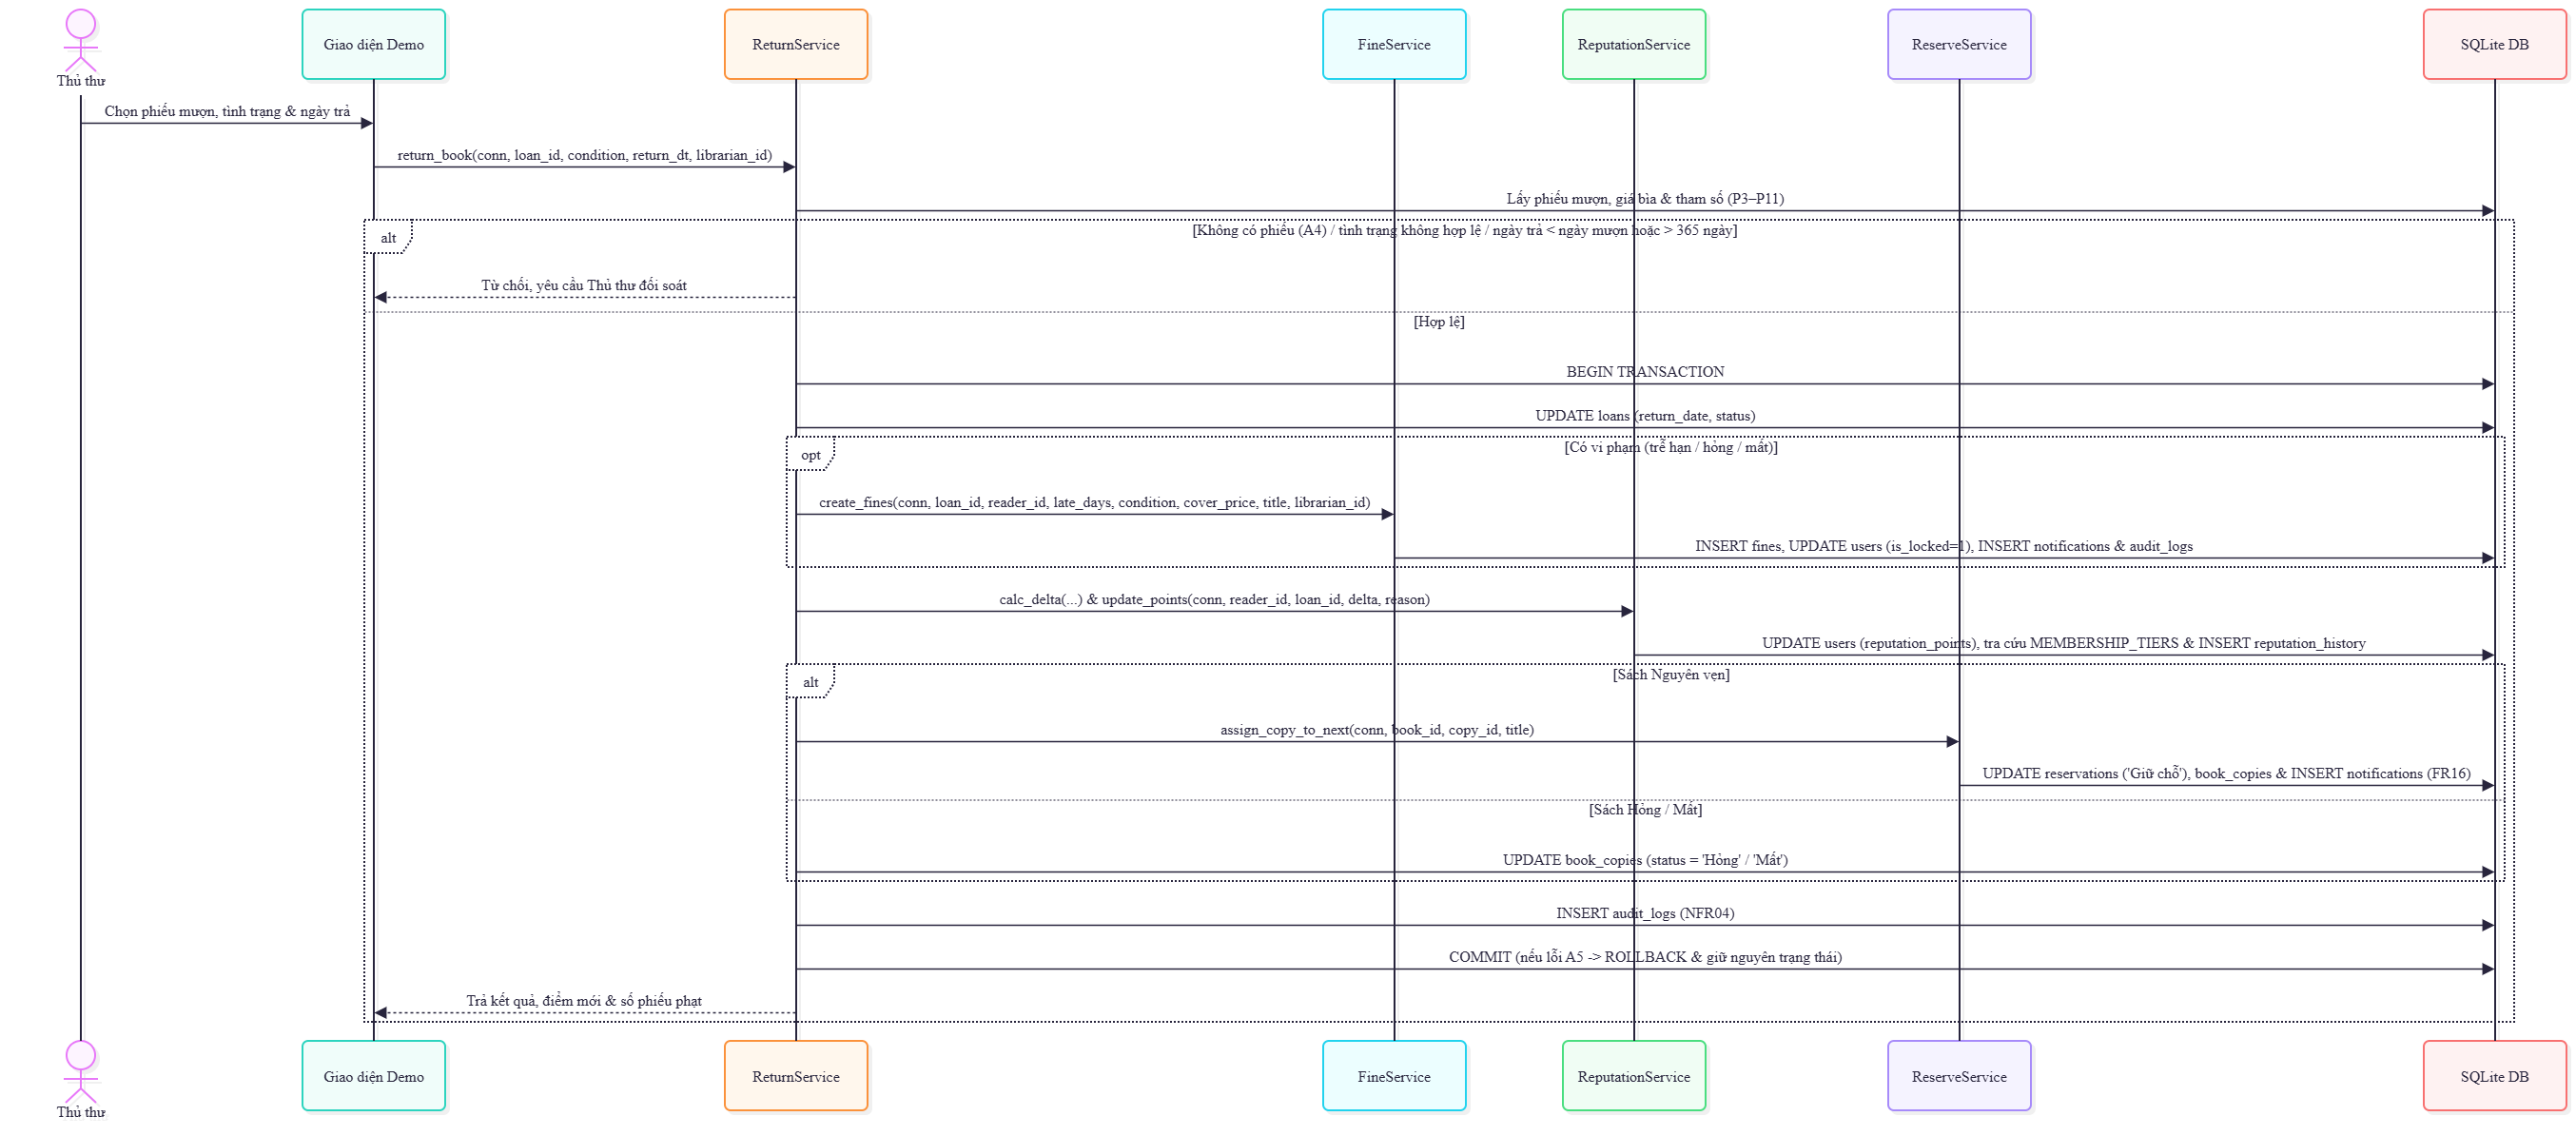 Thủ thư
Giao diện Demo
ReturnService
FineService
ReputationService
ReserveService
SQLite DB
Chọn phiếu mượn, tình trạng & ngày trả
return_book(conn, loan_id, condition, return_dt, librarian_id)
Lấy phiếu mượn, giá bìa & tham số (P3–P11)
alt
[Không có phiếu (A4) / tình trạng không hợp lệ / ngày trả < ngày mượn hoặc > 365 ngày]
Từ chối, yêu cầu Thủ thư đối soát
[Hợp lệ]
BEGIN TRANSACTION
UPDATE loans (return_date, status)
opt
[Có vi phạm (trễ hạn / hỏng / mất)]
create_fines(conn, loan_id, reader_id, late_days, condition, cover_price, title, librarian_id)
INSERT fines, UPDATE users (is_locked=1), INSERT notifications & audit_logs
calc_delta(...) & update_points(conn, reader_id, loan_id, delta, reason)
UPDATE users (reputation_points), tra cứu MEMBERSHIP_TIERS & INSERT reputation_history
alt
[Sách Nguyên vẹn]
assign_copy_to_next(conn, book_id, copy_id, title)
UPDATE reservations ('Giữ chỗ'), book_copies & INSERT notifications (FR16)
[Sách Hỏng / Mất]
UPDATE book_copies (status = 'Hỏng' / 'Mất')
INSERT audit_logs (NFR04)
COMMIT (nếu lỗi A5 -> ROLLBACK & giữ nguyên trạng thái)
Trả kết quả, điểm mới & số phiếu phạt
Thủ thư
Giao diện Demo
ReturnService
FineService
ReputationService
ReserveService
SQLite DB